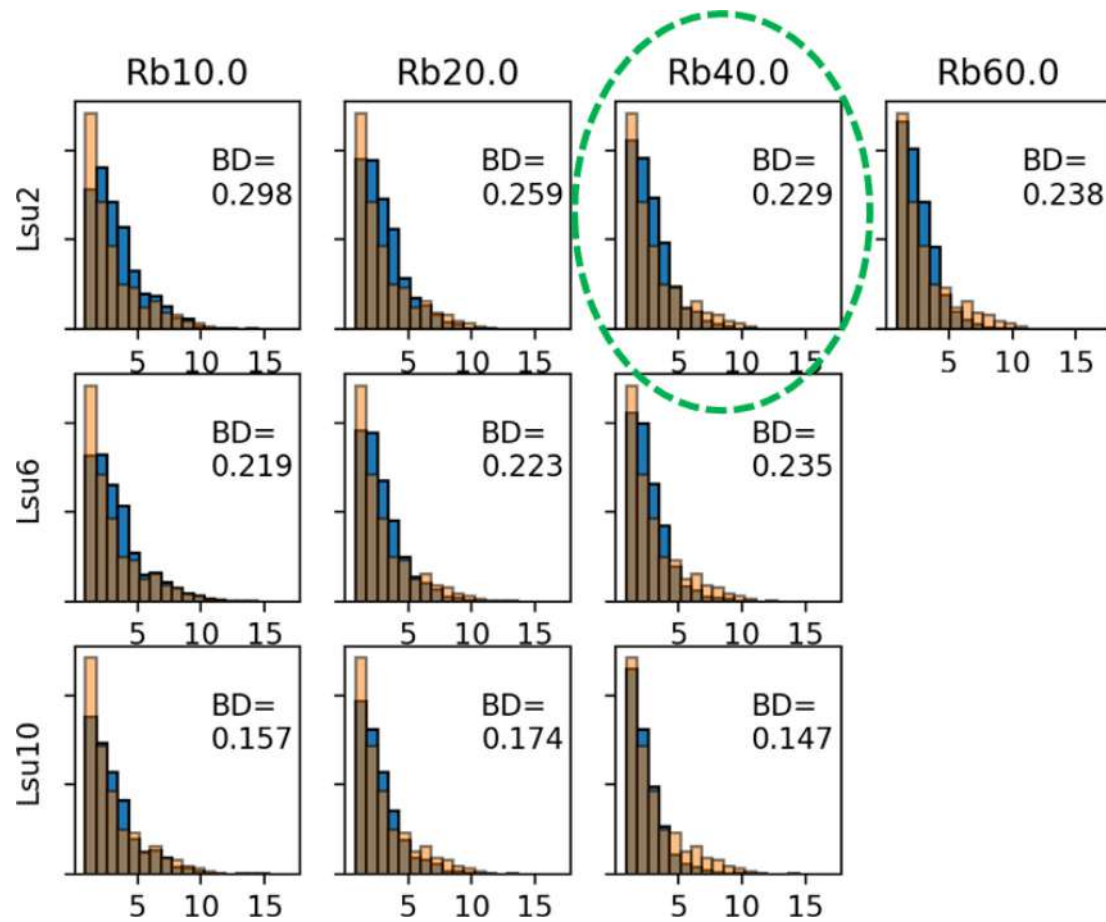 Rb10.0 Rb20.0 Rb40.0 Rb60.0
Lsu2
BD= BD= BD= BD=
0.298 0.259 0.229 0.238
5 10 15 5 10 15 5 10 15 5 10 15
Lsu6
BD= BD= BD=
0.219 0.223 0.235
5 10 15 5 10 15 5 10 15
Lsu10
BD= BD= BD=
0.157 0.174 0.147
5 10 15 5 10 15 5 10 15